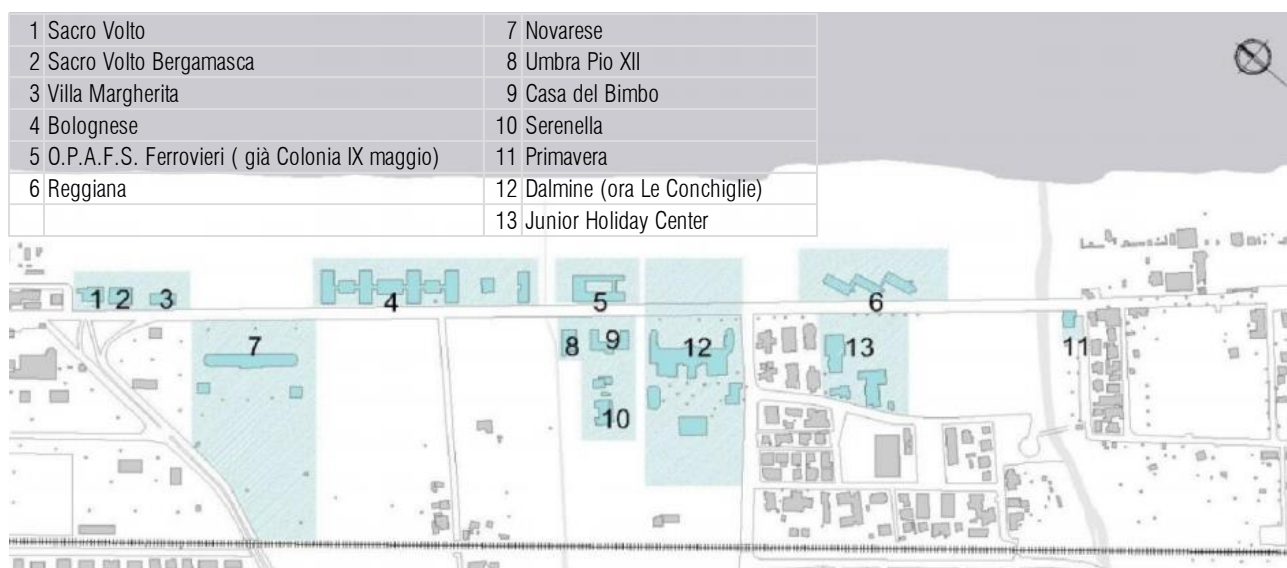 1 Sacro Volto
2 Sacro Volto Bergamasca
3 Villa Margherita
4 Bolognese
5 O.P.A.F.S. Ferrovieri ( già Colonia IX maggio)
6 Reggiana
7 Novarese
8 Umbra Pio XII
9 Casa del Bimbo
10 Serenella
11 Primavera
12 Dalmine (ora Le Conchiglie)
13 Junior Holiday Center
1 2 3
4
5
6
7
8 9
12
13
11
10